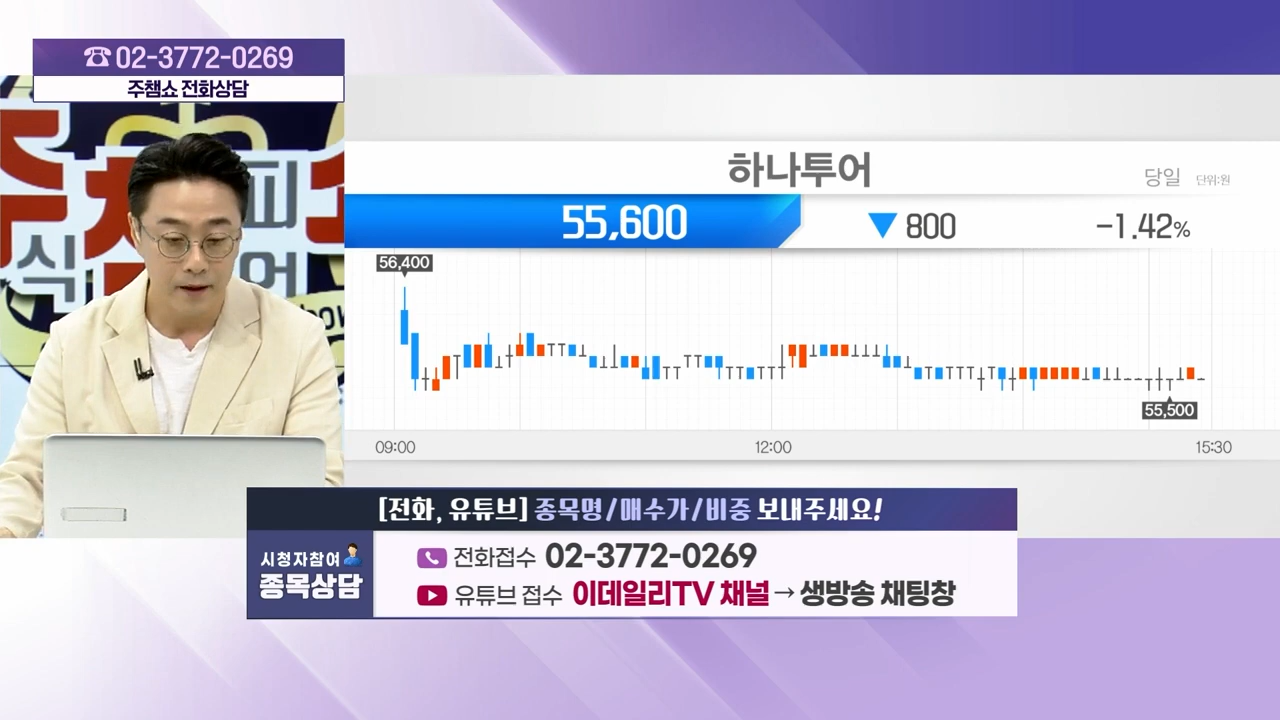 ☎ 02-3772-0269
주챔쇼 전화상담
식
피
어
하나투어
당일 단위:원
55,600 ▼ 800 -1.42%
56,400
55,500
09:00 12:00 15:30
[전화, 유튜브] 종목명/매수가/비중 보내주세요!
시청자참여
종목상담
전화접수 02-3772-0269
유튜브 접수 이데일리TV 채널 → 생방송 채팅창